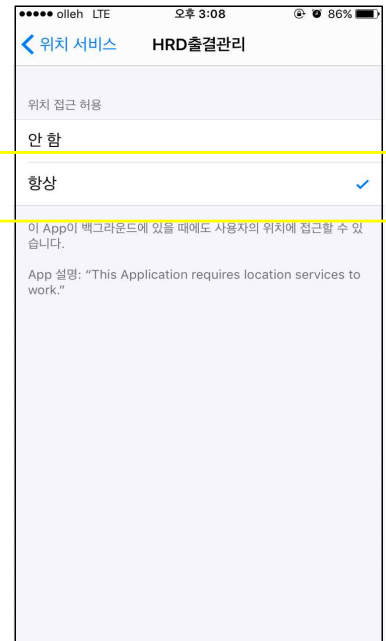 olleh LTE 오후 3:08 86%
위치 서비스 HRD출결관리
위치 접근 허용
안 함
항상
이 App이 백그라운드에 있을 때에도 사용자의 위치에 접근할 수 있
습니다.
App 설명: “This Application requires location services to
work.”